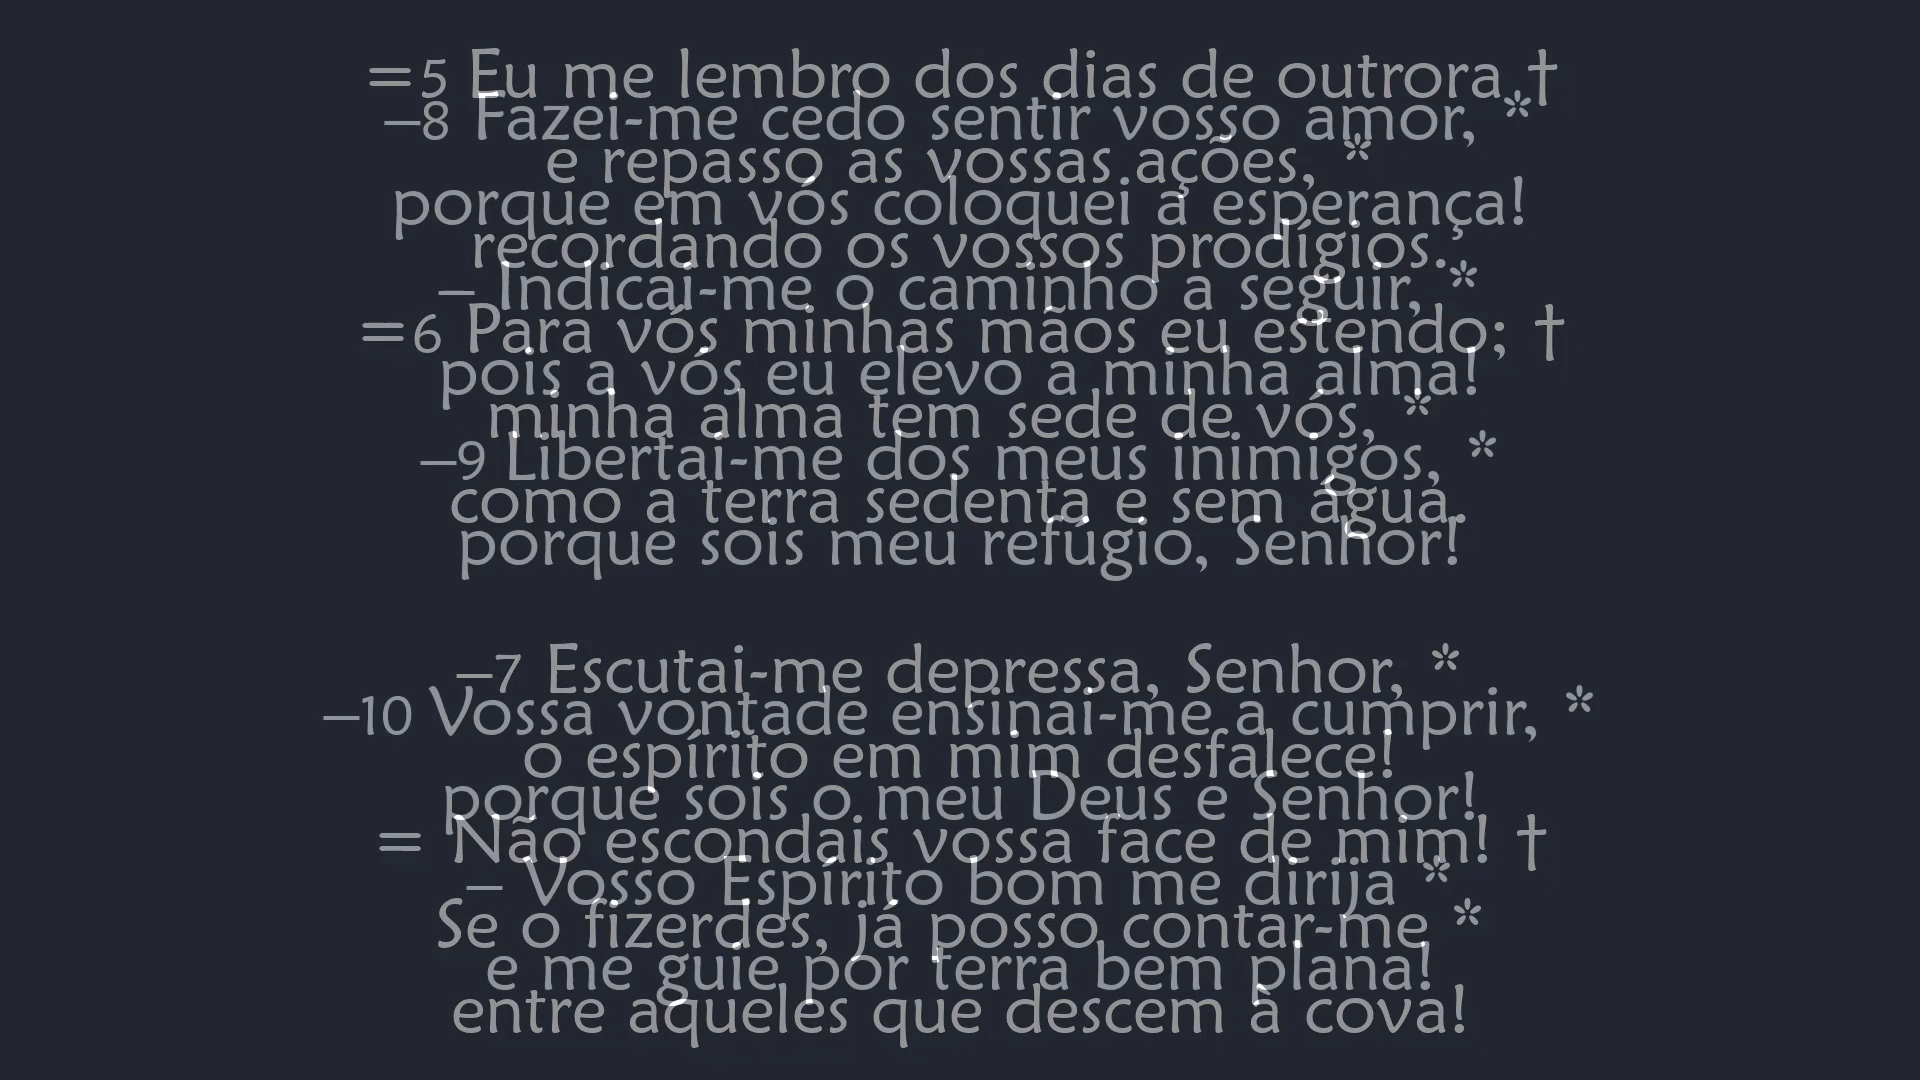 =5 Eu me lembro dos dias de outrora †
–8 Fazei-me cedo sentir vosso amor, *
e repasso as vossas ações, *
porque em vós coloquei a esperança!
recordando os vossos prodígios.
– Indicai-me o caminho a seguir, *
=6 Para vós minhas mãos eu estendo; †
pois a vós eu elevo a minha alma!
minha alma tem sede de vós, *
–9 Libertai-me dos meus inimigos, *
como a terra sedenta e sem água.
porque sois meu refúgio, Senhor!
–7 Escutai-me depressa, Senhor, *
–10 Vossa vontade ensinai-me a cumprir, *
o espírito em mim desfalece!
porque sois o meu Deus e Senhor!
= Não escondais vossa face de mim! †
– Vosso Espírito bom me dirija *
Se o fizerdes, já posso contar-me *
e me guie por terra bem plana!
entre aqueles que descem à cova!